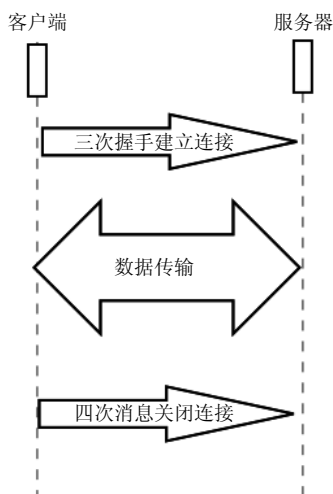 客户端
服务器
三次握手建立连接
数据传输
四次消息关闭连接